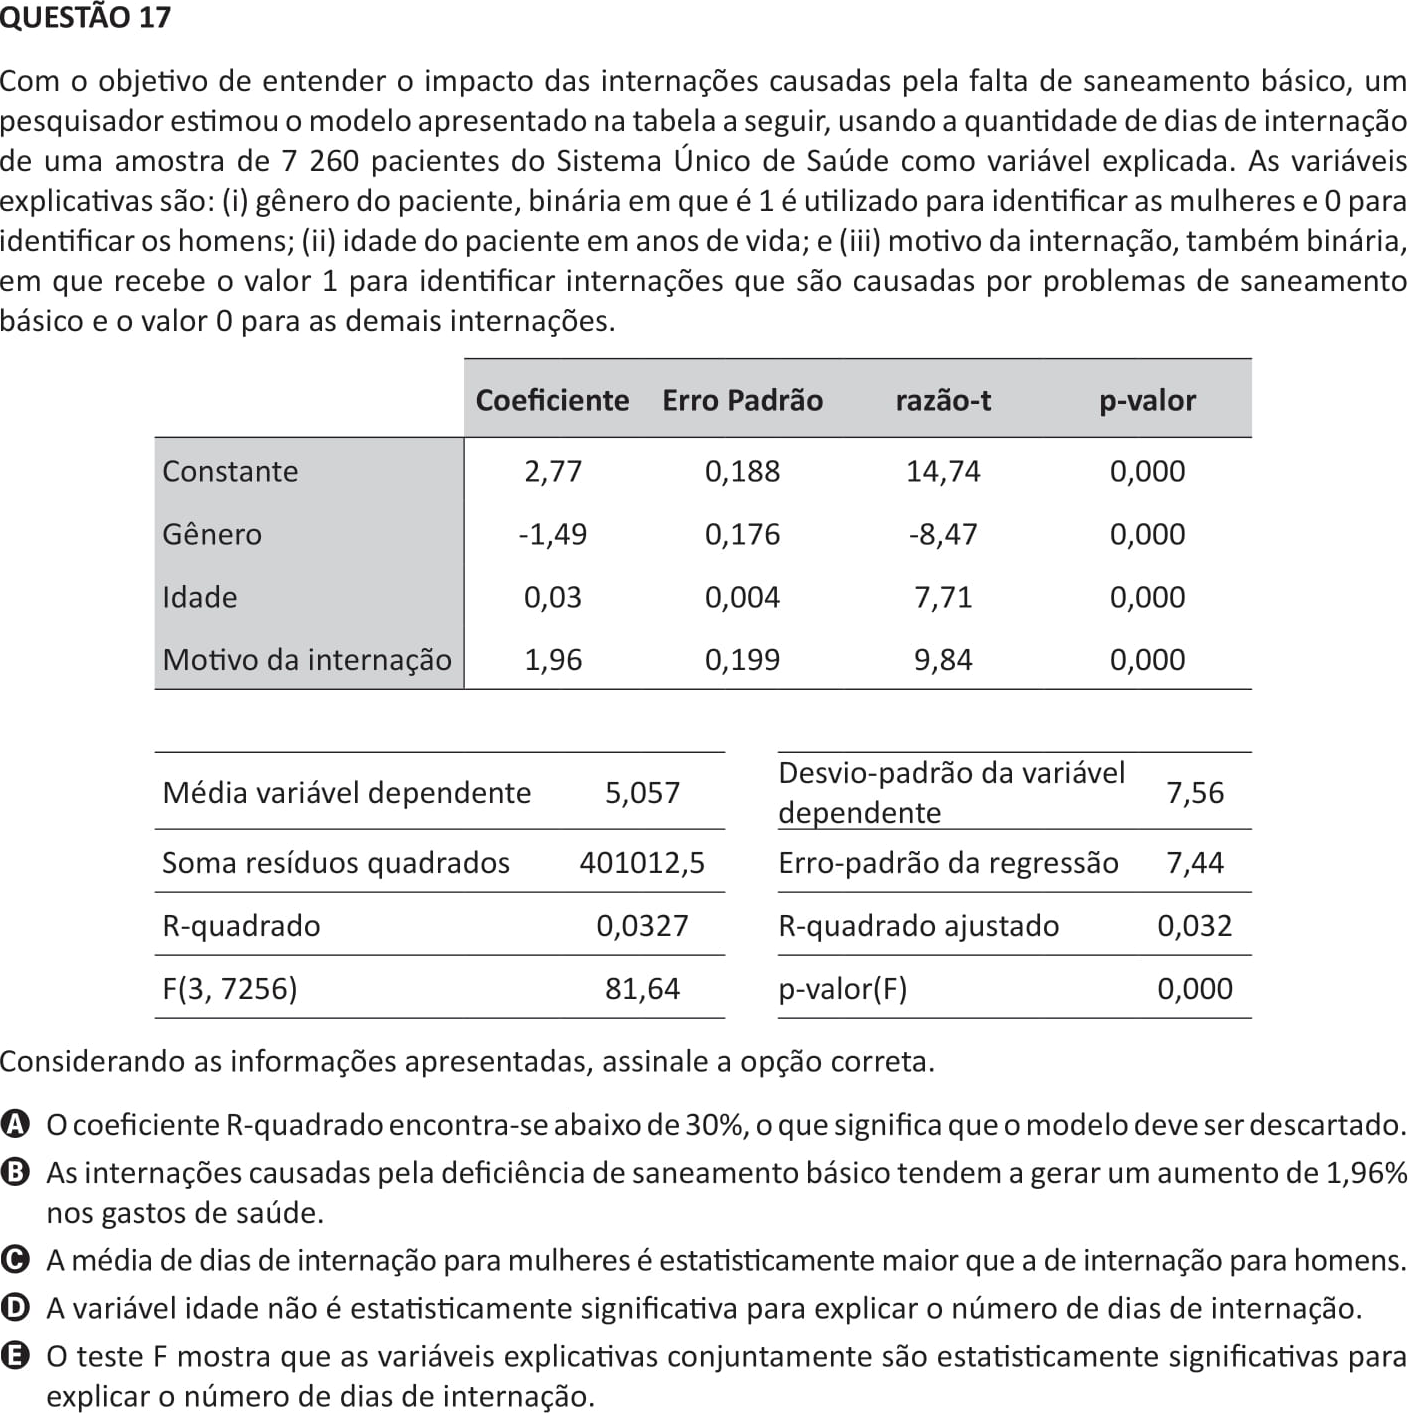 QUESTÃO 17
Com o objetivo de entender o impacto das internações causadas pela falta de saneamento básico, um
pesquisador estimou o modelo apresentado na tabela a seguir, usando a quantidade de dias de internação
de uma amostra de 7 260 pacientes do Sistema Único de Saúde como variável explicada. As variáveis
explicativas são: (i) gênero do paciente, binária em que é 1 é utilizado para identificar as mulheres e 0 para
identificar os homens; (ii) idade do paciente em anos de vida; e (iii) motivo da internação, também binária,
em que recebe o valor 1 para identificar internações que são causadas por problemas de saneamento
básico e o valor 0 para as demais internações.
Coeficiente Erro Padrão razão-t p-valor
Constante 2,77 0,188 14,74 0,000
Gênero -1,49 0,176 -8,47 0,000
Idade 0,03 0,004 7,71 0,000
Motivo da internação 1,96 0,199 9,84 0,000
Média variável dependente 5,057
Desvio-padrão da variável
dependente 7,56
Soma resíduos quadrados 401012,5 Erro-padrão da regressão 7,44
R-quadrado 0,0327 R-quadrado ajustado 0,032
F(3, 7256) 81,64 p-valor(F) 0,000
Considerando as informações apresentadas, assinale a opção correta.
A O coeficiente R-quadrado encontra-se abaixo de 30%, o que significa que o modelo deve ser descartado.
B As internações causadas pela deficiência de saneamento básico tendem a gerar um aumento de 1,96%
nos gastos de saúde.
C A média de dias de internação para mulheres é estatisticamente maior que a de internação para homens.
D A variável idade não é estatisticamente significativa para explicar o número de dias de internação.
E O teste F mostra que as variáveis explicativas conjuntamente são estatisticamente significativas para
explicar o número de dias de internação.